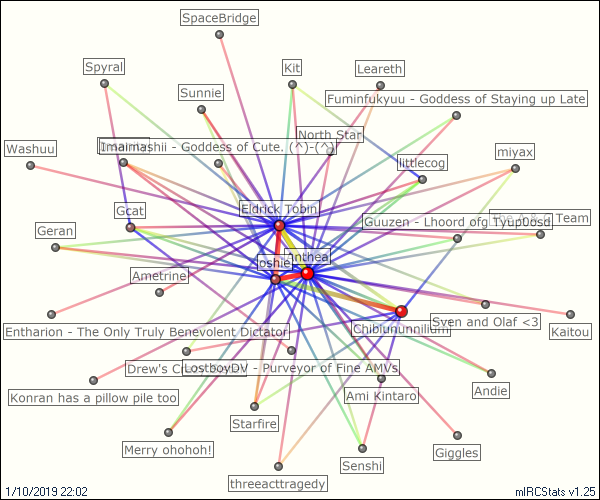 SpaceBridge
Spyral
Kit
Leareth
Sunnie
Fuminfukyuu - Goddess of Staying up Late
North Star
Imaimashii - Goddess of Cute. (^)-(^)
Washuu
littlecog
miyax
Eldrick Tobin
Gcat
Guuzen - Lhoord ofg Tyup0osd
Team
Geran
Anthea
oshie
Ametrine
Entharion - The Only Truly Benevolent Dictator
Chibiununnilium
Sven and Olaf <3
Kaitou
Drew's
LostboyDV - Purveyor of Fine AMVs
Konran has a pillow pile too
Ami Kintaro
Andie
Starfire
Merry ohohoh!
Giggles
Senshi
threeacttragedy
1/10/2019 22:02
mIRCStats v1.25